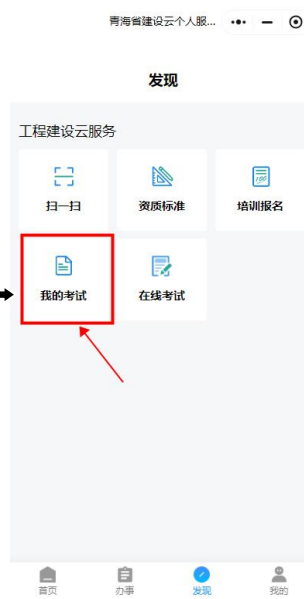 青海省建设云个人服...
发现
工程建设云服务
扫一扫 资质标准 培训报名
我的考试 在线考试
首页 办事 发现 我的